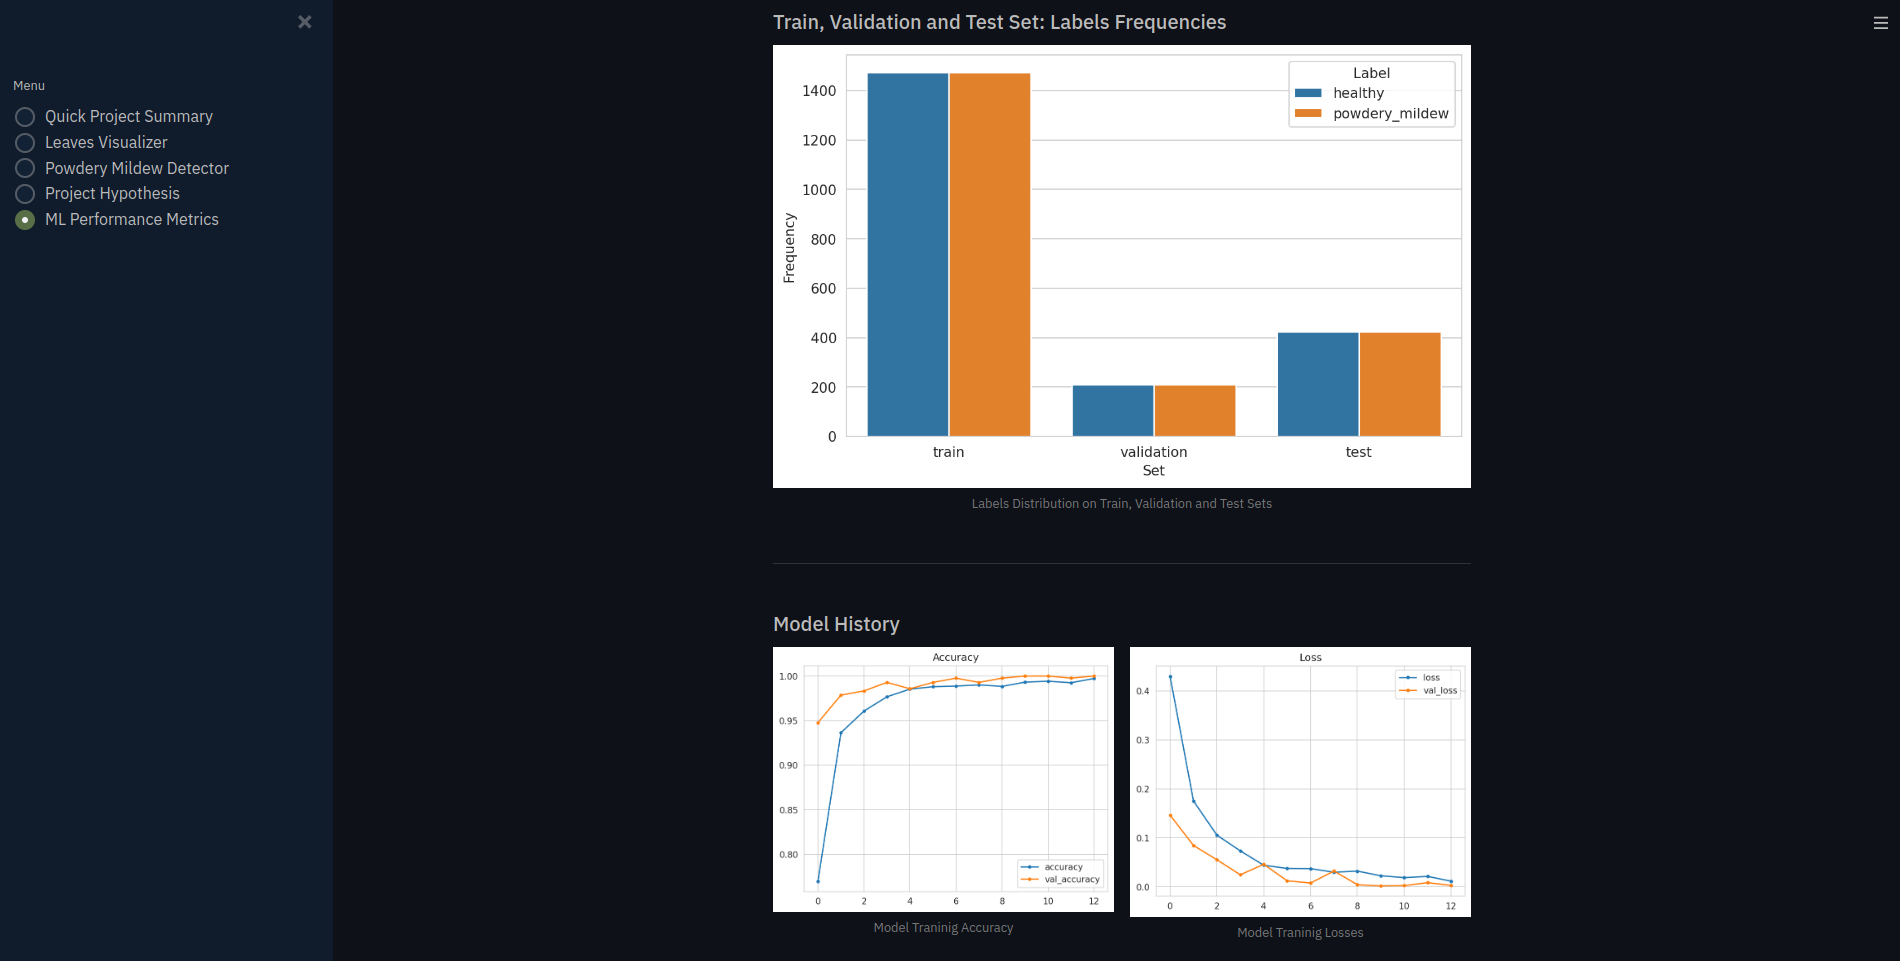 Menu
Quick Project Summary
Leaves Visualizer
Powdery Mildew Detector
Project Hypothesis
ML Performance Metrics
Train, Validation and Test Set: Labels Frequencies
Label
healthy
powdery_mildew
1400
1200
1000
800
600
400
200
0
Frequency
train validation test
Set
Labels Distribution on Train, Validation and Test Sets
Model History
Accuracy
1.00
0.95
0.90
0.85
0.80
accuracy
val_accuracy
0 2 4 6 8 10 12
Model Traninig Accuracy
Loss
loss
val_loss
0.4
0.3
0.2
0.1
0.0
0 2 4 6 8 10 12
Model Traninig Losses